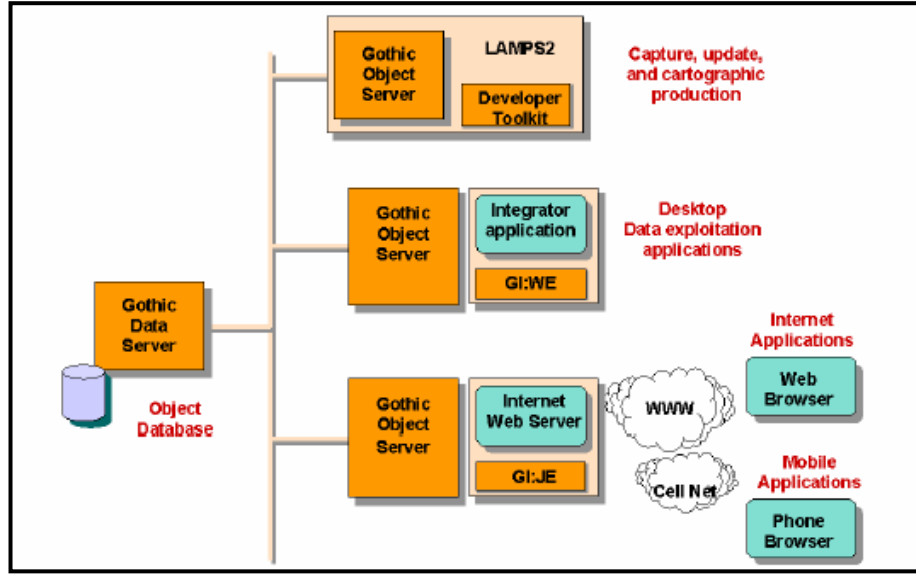 Gothic
Object
Server
LAMPS2
Developer
Toolkit
Capture, update,
and cartographic
production
Gothic
Object
Server
Integrator
application
GI:WE
Desktop
Data exploitation
applications
Gothic
Data
Server
Object
Database
Gothic
Object
Server
Internet
Web Server
GI:JE
WWW
Cell Net
Internet
Applications
Web
Browser
Mobile
Applications
Phone
Browser